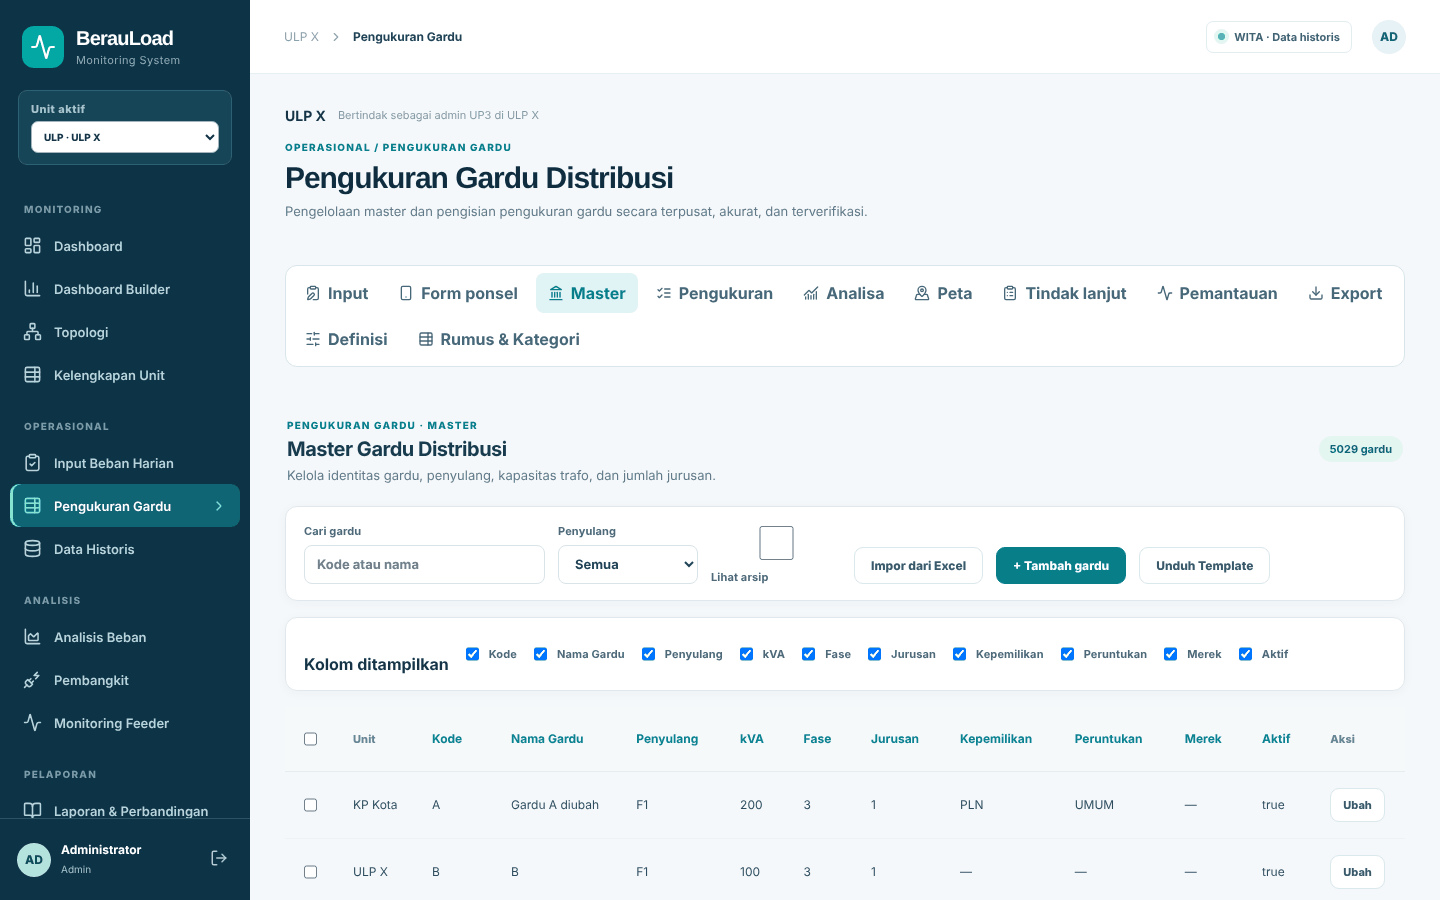 BerauLoad
Monitoring System
Unit aktif
ULP · ULP X
MONITORING
Dashboard
Dashboard Builder
Topologi
Kelengkapan Unit
OPERASIONAL
Input Beban Harian
Pengukuran Gardu
Data Historis
ANALISIS
Analisis Beban
Pembangkit
Monitoring Feeder
PELAPORAN
Laporan & Perbandingan
AD
Administrator
Admin
ULP X
Pengukuran Gardu
WITA · Data historis
AD
ULP X Bertindak sebagai admin UP3 di ULP X
OPERASIONAL / PENGUKURAN GARDU
Pengukuran Gardu Distribusi
Pengelolaan master dan pengisian pengukuran gardu secara terpusat, akurat, dan terverifikasi.
Input Form ponsel Master Pengukuran Analisa Peta Tindak lanjut Pemantauan Export
Definisi Rumus & Kategori
PENGUKURAN GARDU · MASTER
Master Gardu Distribusi
5029 gardu
Kelola identitas gardu, penyulang, kapasitas trafo, dan jumlah jurusan.
Cari gardu Penyulang
Kode atau nama Semua Lihat arsip Impor dari Excel + Tambah gardu Unduh Template
Kolom ditampilkan Kode Nama Gardu Penyulang kVA Fase Jurusan Kepemilikan Peruntukan Merek Aktif
Unit Kode Nama Gardu Penyulang kVA Fase Jurusan Kepemilikan Peruntukan Merek Aktif Aksi
KP Kota A Gardu A diubah F1 200 3 1 PLN UMUM — true Ubah
ULP X B B F1 100 3 1 — — — true Ubah